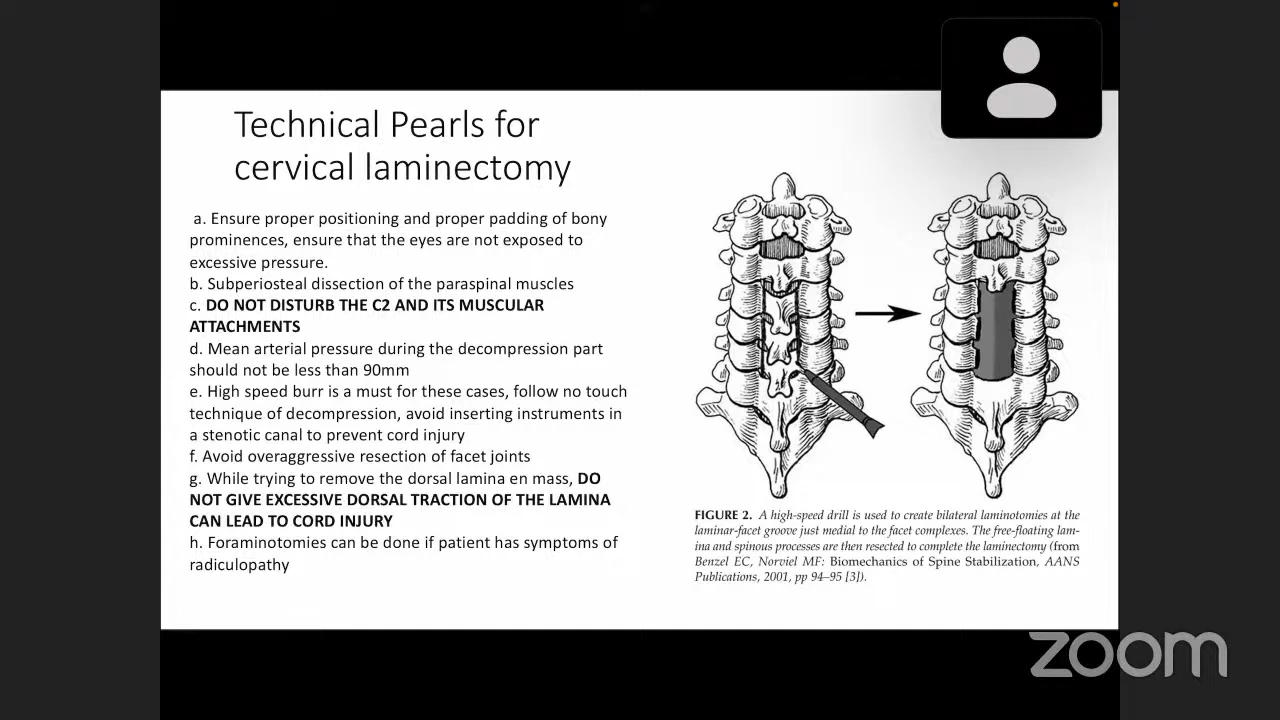 Technical Pearls for
cervical laminectomy
a. Ensure proper positioning and proper padding of bony
prominences, ensure that the eyes are not exposed to
excessive pressure.
b. Subperiosteal dissection of the paraspinal muscles
c. DO NOT DISTURB THE C2 AND ITS MUSCULAR
ATTACHMENTS
d. Mean arterial pressure during the decompression part
should not be less than 90mm
e. High speed burr is a must for these cases, follow no touch
technique of decompression, avoid inserting instruments in
a stenotic canal to prevent cord injury
f. Avoid overaggressive resection of facet joints
g. While trying to remove the dorsal lamina en mass, DO
NOT GIVE EXCESSIVE DORSAL TRACTION OF THE LAMINA
CAN LEAD TO CORD INJURY
h. Foraminotomies can be done if patient has symptoms of
radiculopathy
FIGURE 2. A high-speed drill is used to create bilateral laminotomies at the
laminar-facet groove just medial to the facet complexes. The free-floating lam-
ina and spinous processes are then resected to complete the laminectomy (from
Benzel EC, Norviel MF: Biomechanics of Spine Stabilization, AANS
Publications, 2001, pp 94–95 [3]).
zoom